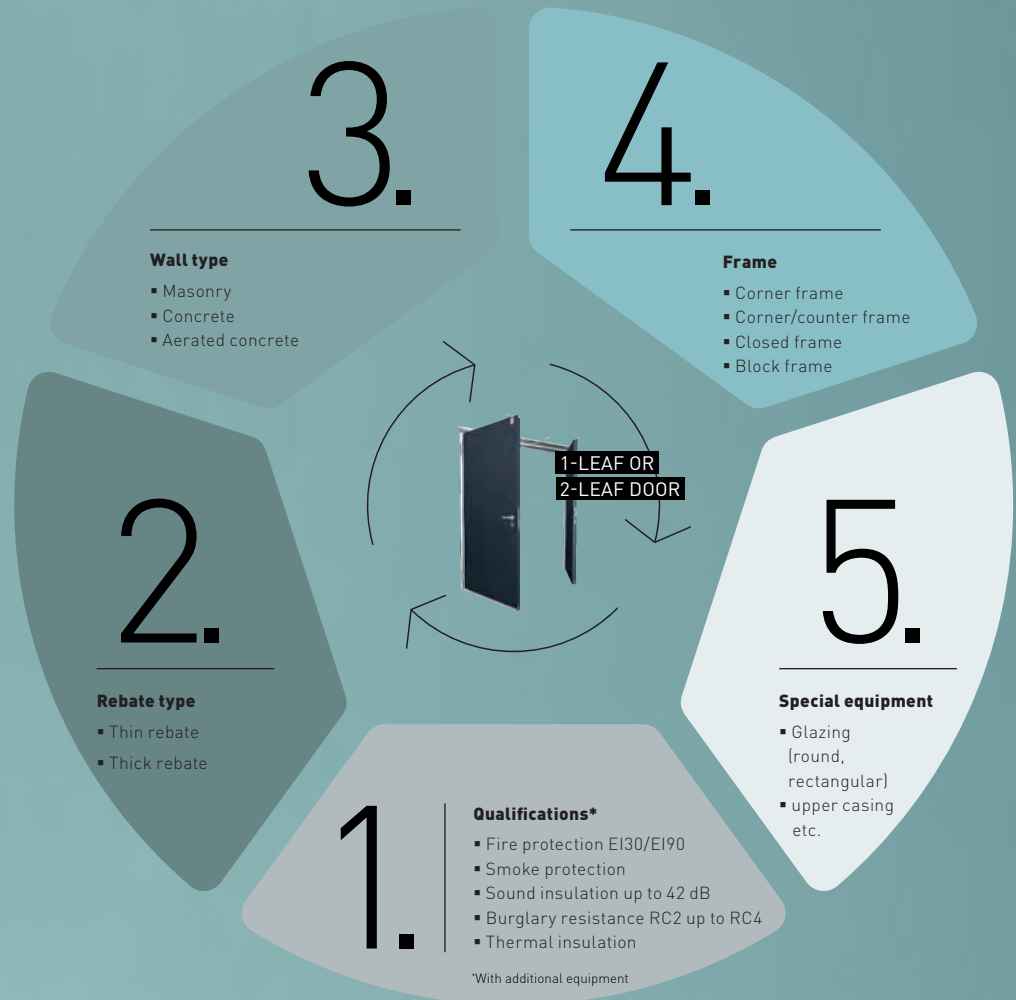 3.
Wall type
▪ Masonry
▪ Concrete
▪ Aerated concrete
4.
Frame
▪ Corner frame
▪ Corner/counter frame
▪ Closed frame
▪ Block frame
1-LEAF OR
2-LEAF DOOR
2.
Rebate type
▪ Thin rebate
▪ Thick rebate
5.
Special equipment
▪ Glazing
(round,
rectangular)
▪ upper casing
etc.
1.
Qualifications*
▪ Fire protection EI30/EI90
▪ Smoke protection
▪ Sound insulation up to 42 dB
▪ Burglary resistance RC2 up to RC4
▪ Thermal insulation
*With additional equipment